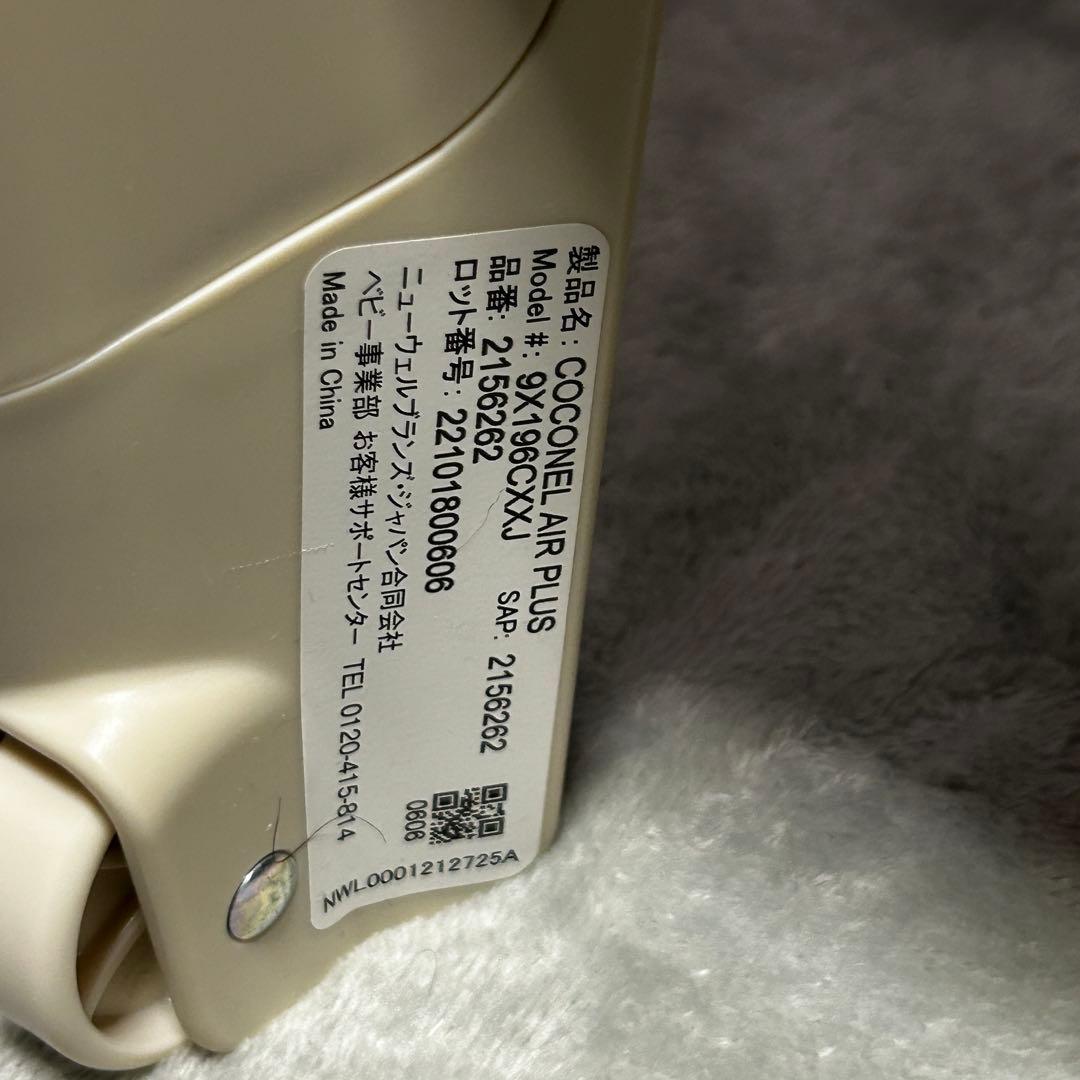 製品名: COCONEL AIR PLUS
Model #: 9X196CXXJ
品番: 2156262 SAP: 2156262
ロット番号: 22101800606
ニューウェルブランズ・ジャパン合同会社
ベビー事業部 お客様サポートセンター TEL 0120-415-814
Made in China
0606
NWL0001212725A